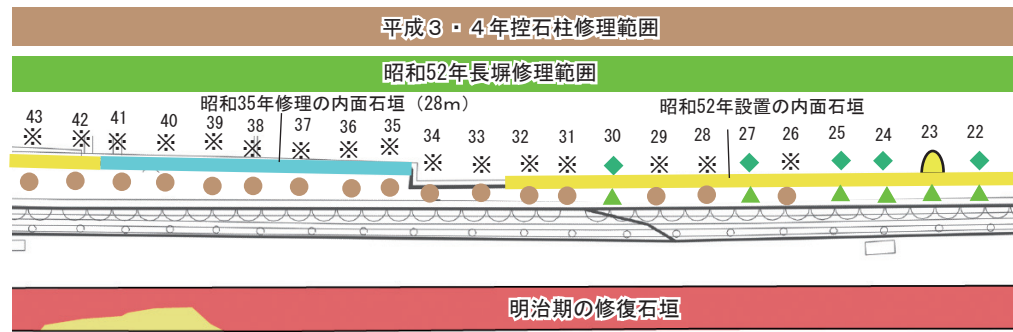 平成３・４年控石柱修理範囲
昭和52年長塀修理範囲
昭和35年修理の内面石垣（28ｍ）
昭和52年設置の内面石垣
43 42 41 40 39 38 37 36 35 34 33 32 31 30 29 28 27 26 25 24 23 22
※ ※ ※ ※ ※ ※ ※ ※ ※ ※ ※ ※ ※ ※ ※ ※
明治期の修復石垣